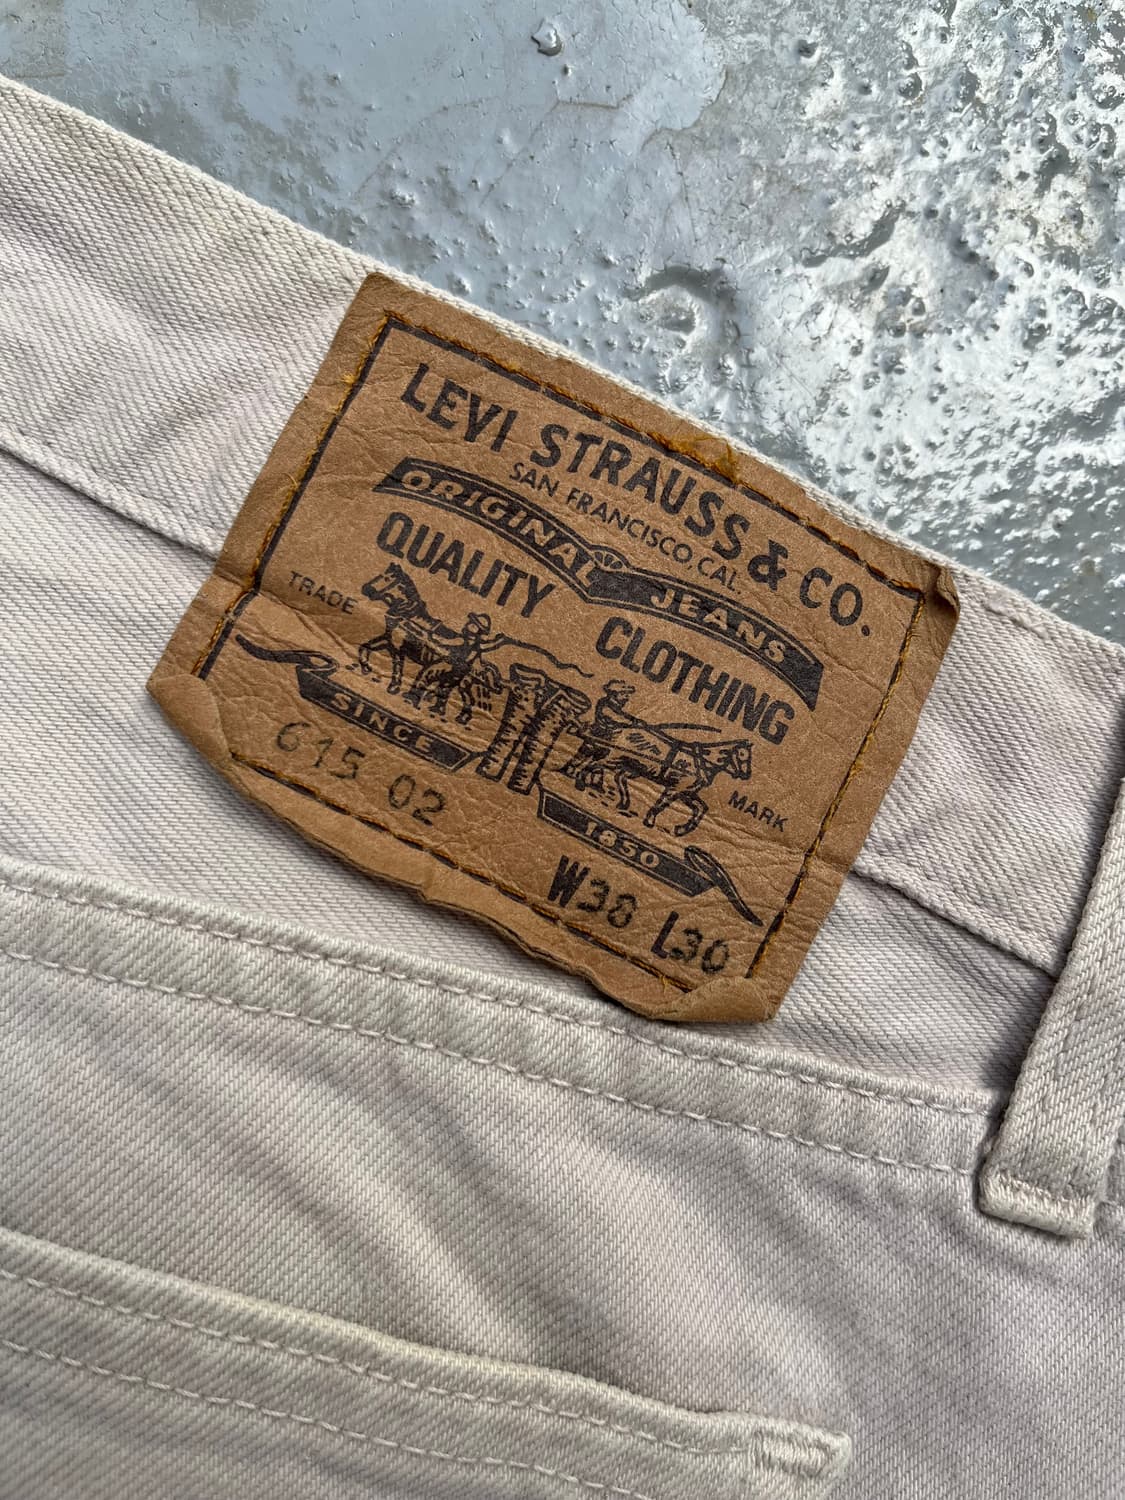 LEVI STRAUSS & CO.
SAN FRANCISCO, CAL.
ORIGINAL JEANS
QUALITY CLOTHING
TRADE MARK
SINCE 1850
615 02
W38 L30